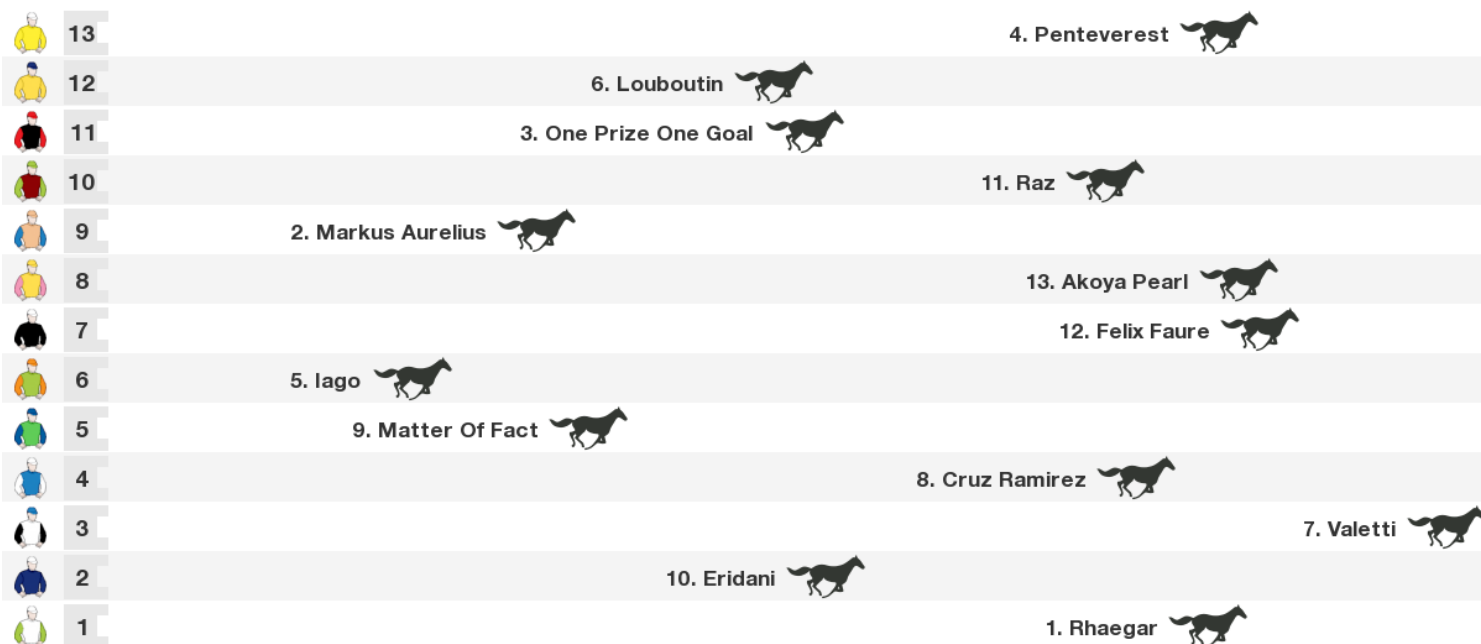 13 4. Penteverest
12 6. Louboutin
11 3. One Prize One Goal
10 11. Raz
9 2. Markus Aurelius
8 13. Akoya Pearl
7 12. Felix Faure
6 5. Iago
5 9. Matter Of Fact
4 8. Cruz Ramirez
3 7. Valetti
2 10. Eridani
1 1. Rhaegar